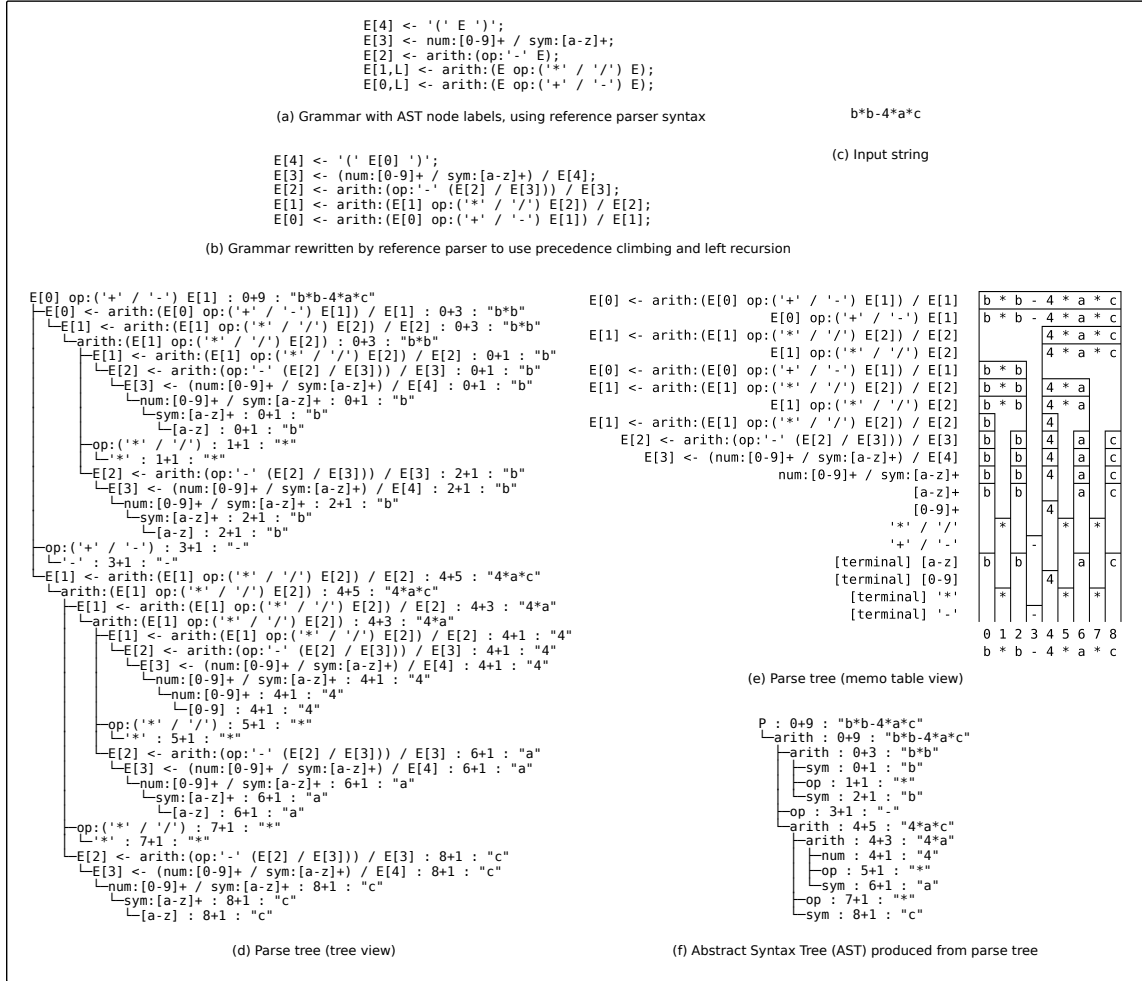 E[4] <- '(' E ')';
E[3] <- num:[0-9]+ / sym:[a-z]+;
E[2] <- arith:(op:'-' E);
E[1,L] <- arith:(E op:('*' / '/') E);
E[0,L] <- arith:(E op:('+' / '-') E);
(a) Grammar with AST node labels, using reference parser syntax
b*b-4*a*c
(c) Input string
E[4] <- '(' E[0] ')';
E[3] <- (num:[0-9]+ / sym:[a-z]+) / E[4];
E[2] <- arith:(op:'-' (E[2] / E[3])) / E[3];
E[1] <- arith:(E[1] op:('*' / '/') E[2]) / E[2];
E[0] <- arith:(E[0] op:('+' / '-') E[1]) / E[1];
(b) Grammar rewritten by reference parser to use precedence climbing and left recursion
E[0] op:('+' / '-') E[1] : 0+9 : "b*b-4*a*c"
E[0] <- arith:(E[0] op:('+' / '-') E[1]) / E[1] : 0+3 : "b*b"
E[1] <- arith:(E[1] op:('*' / '/') E[2]) / E[2] : 0+3 : "b*b"
arith:(E[1] op:('*' / '/') E[2]) : 0+3 : "b*b"
E[1] <- arith:(E[1] op:('*' / '/') E[2]) / E[2] : 0+1 : "b"
E[2] <- arith:(op:'-' (E[2] / E[3])) / E[3] : 0+1 : "b"
E[3] <- (num:[0-9]+ / sym:[a-z]+) / E[4] : 0+1 : "b"
num:[0-9]+ / sym:[a-z]+ : 0+1 : "b"
sym:[a-z]+ : 0+1 : "b"
[a-z] : 0+1 : "b"
op:('*' / '/') : 1+1 : "*"
'*' : 1+1 : "*"
E[2] <- arith:(op:'-' (E[2] / E[3])) / E[3] : 2+1 : "b"
E[3] <- (num:[0-9]+ / sym:[a-z]+) / E[4] : 2+1 : "b"
num:[0-9]+ / sym:[a-z]+ : 2+1 : "b"
sym:[a-z]+ : 2+1 : "b"
[a-z] : 2+1 : "b"
op:('+' / '-') : 3+1 : "-"
'-' : 3+1 : "-"
E[1] <- arith:(E[1] op:('*' / '/') E[2]) / E[2] : 4+5 : "4*a*c"
arith:(E[1] op:('*' / '/') E[2]) : 4+5 : "4*a*c"
E[1] <- arith:(E[1] op:('*' / '/') E[2]) / E[2] : 4+3 : "4*a"
arith:(E[1] op:('*' / '/') E[2]) : 4+3 : "4*a"
E[1] <- arith:(E[1] op:('*' / '/') E[2]) / E[2] : 4+1 : "4"
E[2] <- arith:(op:'-' (E[2] / E[3])) / E[3] : 4+1 : "4"
E[3] <- (num:[0-9]+ / sym:[a-z]+) / E[4] : 4+1 : "4"
num:[0-9]+ / sym:[a-z]+ : 4+1 : "4"
num:[0-9]+ : 4+1 : "4"
[0-9] : 4+1 : "4"
op:('*' / '/') : 5+1 : "*"
'*' : 5+1 : "*"
E[2] <- arith:(op:'-' (E[2] / E[3])) / E[3] : 6+1 : "a"
E[3] <- (num:[0-9]+ / sym:[a-z]+) / E[4] : 6+1 : "a"
num:[0-9]+ / sym:[a-z]+ : 6+1 : "a"
sym:[a-z]+ : 6+1 : "a"
[a-z] : 6+1 : "a"
op:('*' / '/') : 7+1 : "*"
'*' : 7+1 : "*"
E[2] <- arith:(op:'-' (E[2] / E[3])) / E[3] : 8+1 : "c"
E[3] <- (num:[0-9]+ / sym:[a-z]+) / E[4] : 8+1 : "c"
num:[0-9]+ / sym:[a-z]+ : 8+1 : "c"
sym:[a-z]+ : 8+1 : "c"
[a-z] : 8+1 : "c"
(d) Parse tree (tree view)
E[0] <- arith:(E[0] op:('+' / '-') E[1]) / E[1] b * b - 4 * a * c
E[0] op:('+' / '-') E[1] b * b - 4 * a * c
E[1] <- arith:(E[1] op:('*' / '/') E[2]) / E[2] 4 * a * c
E[1] op:('*' / '/') E[2] 4 * a * c
E[0] <- arith:(E[0] op:('+' / '-') E[1]) / E[1] b * b
E[1] <- arith:(E[1] op:('*' / '/') E[2]) / E[2] b * b 4 * a
E[1] op:('*' / '/') E[2] b * b 4 * a
E[1] <- arith:(E[1] op:('*' / '/') E[2]) / E[2] b 4
E[2] <- arith:(op:'-' (E[2] / E[3])) / E[3] b b 4 a c
E[3] <- (num:[0-9]+ / sym:[a-z]+) / E[4] b b 4 a c
num:[0-9]+ / sym:[a-z]+ b b 4 a c
[a-z]+ b b a c
[0-9]+ 4
'*' / '/' * * *
'+' / '-' -
[terminal] [a-z] b b a c
[terminal] [0-9] 4
[terminal] '*' * * *
[terminal] '-' -
0 1 2 3 4 5 6 7 8
b * b - 4 * a * c
(e) Parse tree (memo table view)
P : 0+9 : "b*b-4*a*c"
arith : 0+9 : "b*b-4*a*c"
arith : 0+3 : "b*b"
sym : 0+1 : "b"
op : 1+1 : "*"
sym : 2+1 : "b"
op : 3+1 : "-"
arith : 4+5 : "4*a*c"
arith : 4+3 : "4*a"
num : 4+1 : "4"
op : 5+1 : "*"
sym : 6+1 : "a"
op : 7+1 : "*"
sym : 8+1 : "c"
(f) Abstract Syntax Tree (AST) produced from parse tree